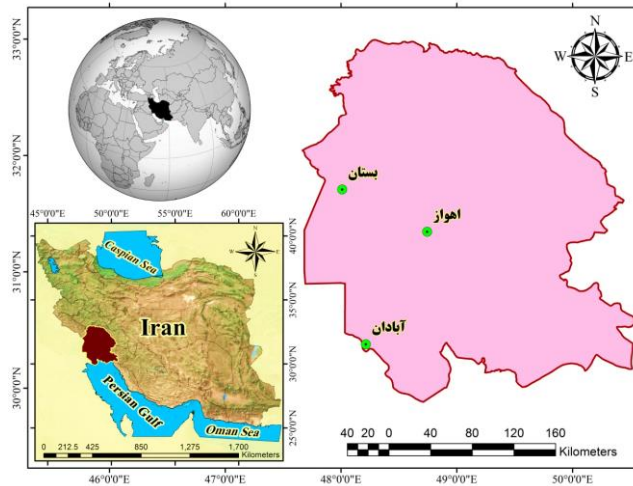 33°0'0"N
32°0'0"N
31°0'0"N
30°0'0"N
N
W E
S
بستان
اهواز
آبادان
45°0'0"E 50°0'0"E 55°0'0"E 60°0'0"E
40°0'0"N
35°0'0"N
30°0'0"N
25°0'0"N
N
W E
S
Caspian Sea
Iran
Persian Gulf
Oman Sea
0 212.5 425 850 1,275 1,700
Kilometers
40 20 0 40 80 120 160
Kilometers
46°0'0"E 47°0'0"E 48°0'0"E 49°0'0"E 50°0'0"E